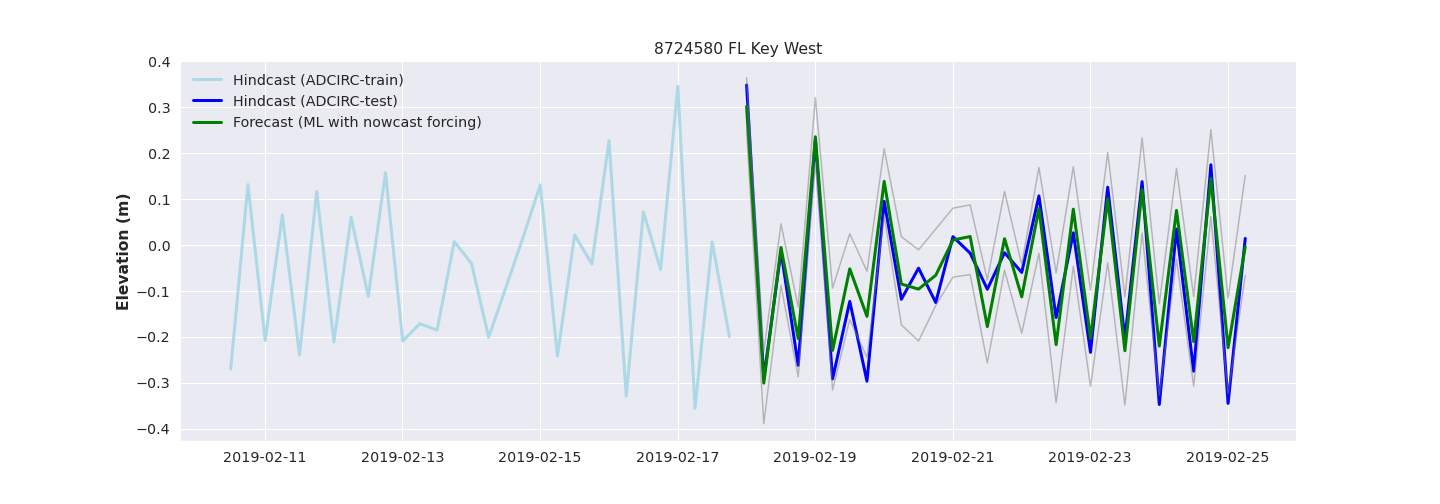 8724580 FL Key West
Hindcast (ADCIRC-train)
Hindcast (ADCIRC-test)
Forecast (ML with nowcast forcing)
Elevation (m)
0.4
0.3
0.2
0.1
0.0
−0.1
−0.2
−0.3
−0.4
2019-02-11 2019-02-13 2019-02-15 2019-02-17 2019-02-19 2019-02-21 2019-02-23 2019-02-25